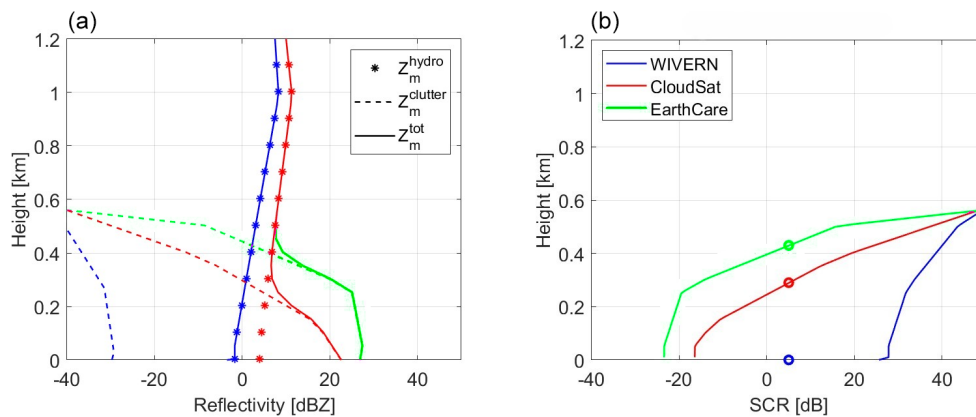 (a)
1.2
1
0.8
0.6
0.4
0.2
0
-40
-20
0
20
40
Height [km]
Reflectivity [dBZ]
Z_m^hydro
Z_m^clutter
Z_m^tot
(b)
1.2
1
0.8
0.6
0.4
0.2
0
-40
-20
0
20
40
Height [km]
SCR [dB]
WIVERN
CloudSat
EarthCare